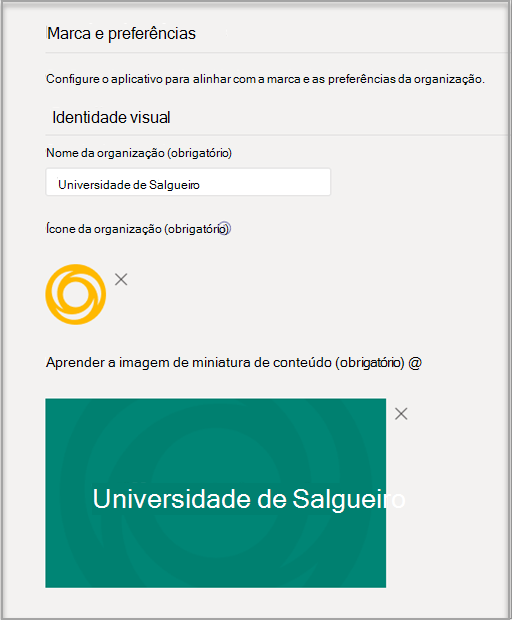 Marca e preferências
Configure o aplicativo para alinhar com a marca e as preferências da organização.
Identidade visual
Nome da organização (obrigatório)
Universidade de Salgueiro
Ícone da organização (obrigatório)
Aprender a imagem de miniatura de conteúdo (obrigatório) @
Universidade de Salgueiro